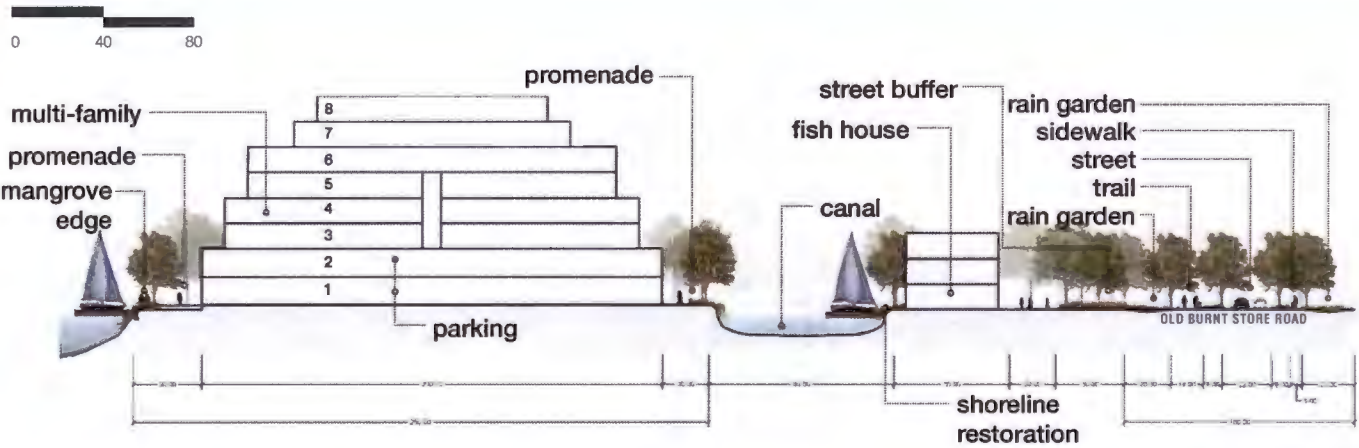 0 40 80
multi-family
promenade
mangrove
edge
8
7
6
5
4
3
2
1
parking
promenade
canal
street buffer
fish house
shoreline
restoration
rain garden
sidewalk
street
trail
rain garden
OLD BURNT STORE ROAD